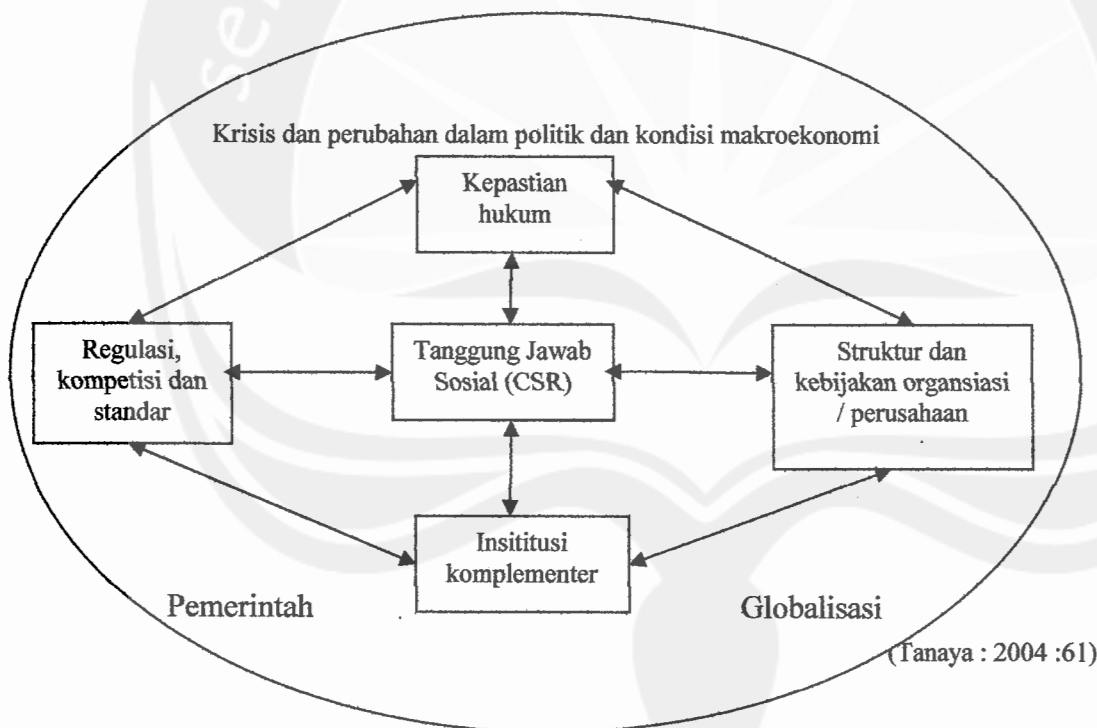 Krisis dan perubahan dalam politik dan kondisi makroekonomi
Kepastian
hukum
Regulasi,
kompetisi dan
standar
Tanggung Jawab
Sosial (CSR)
Struktur dan
kebijakan organsiasi
/ perusahaan
Insititusi
komplementer
Pemerintah
Globalisasi
(Tanaya : 2004 :61)